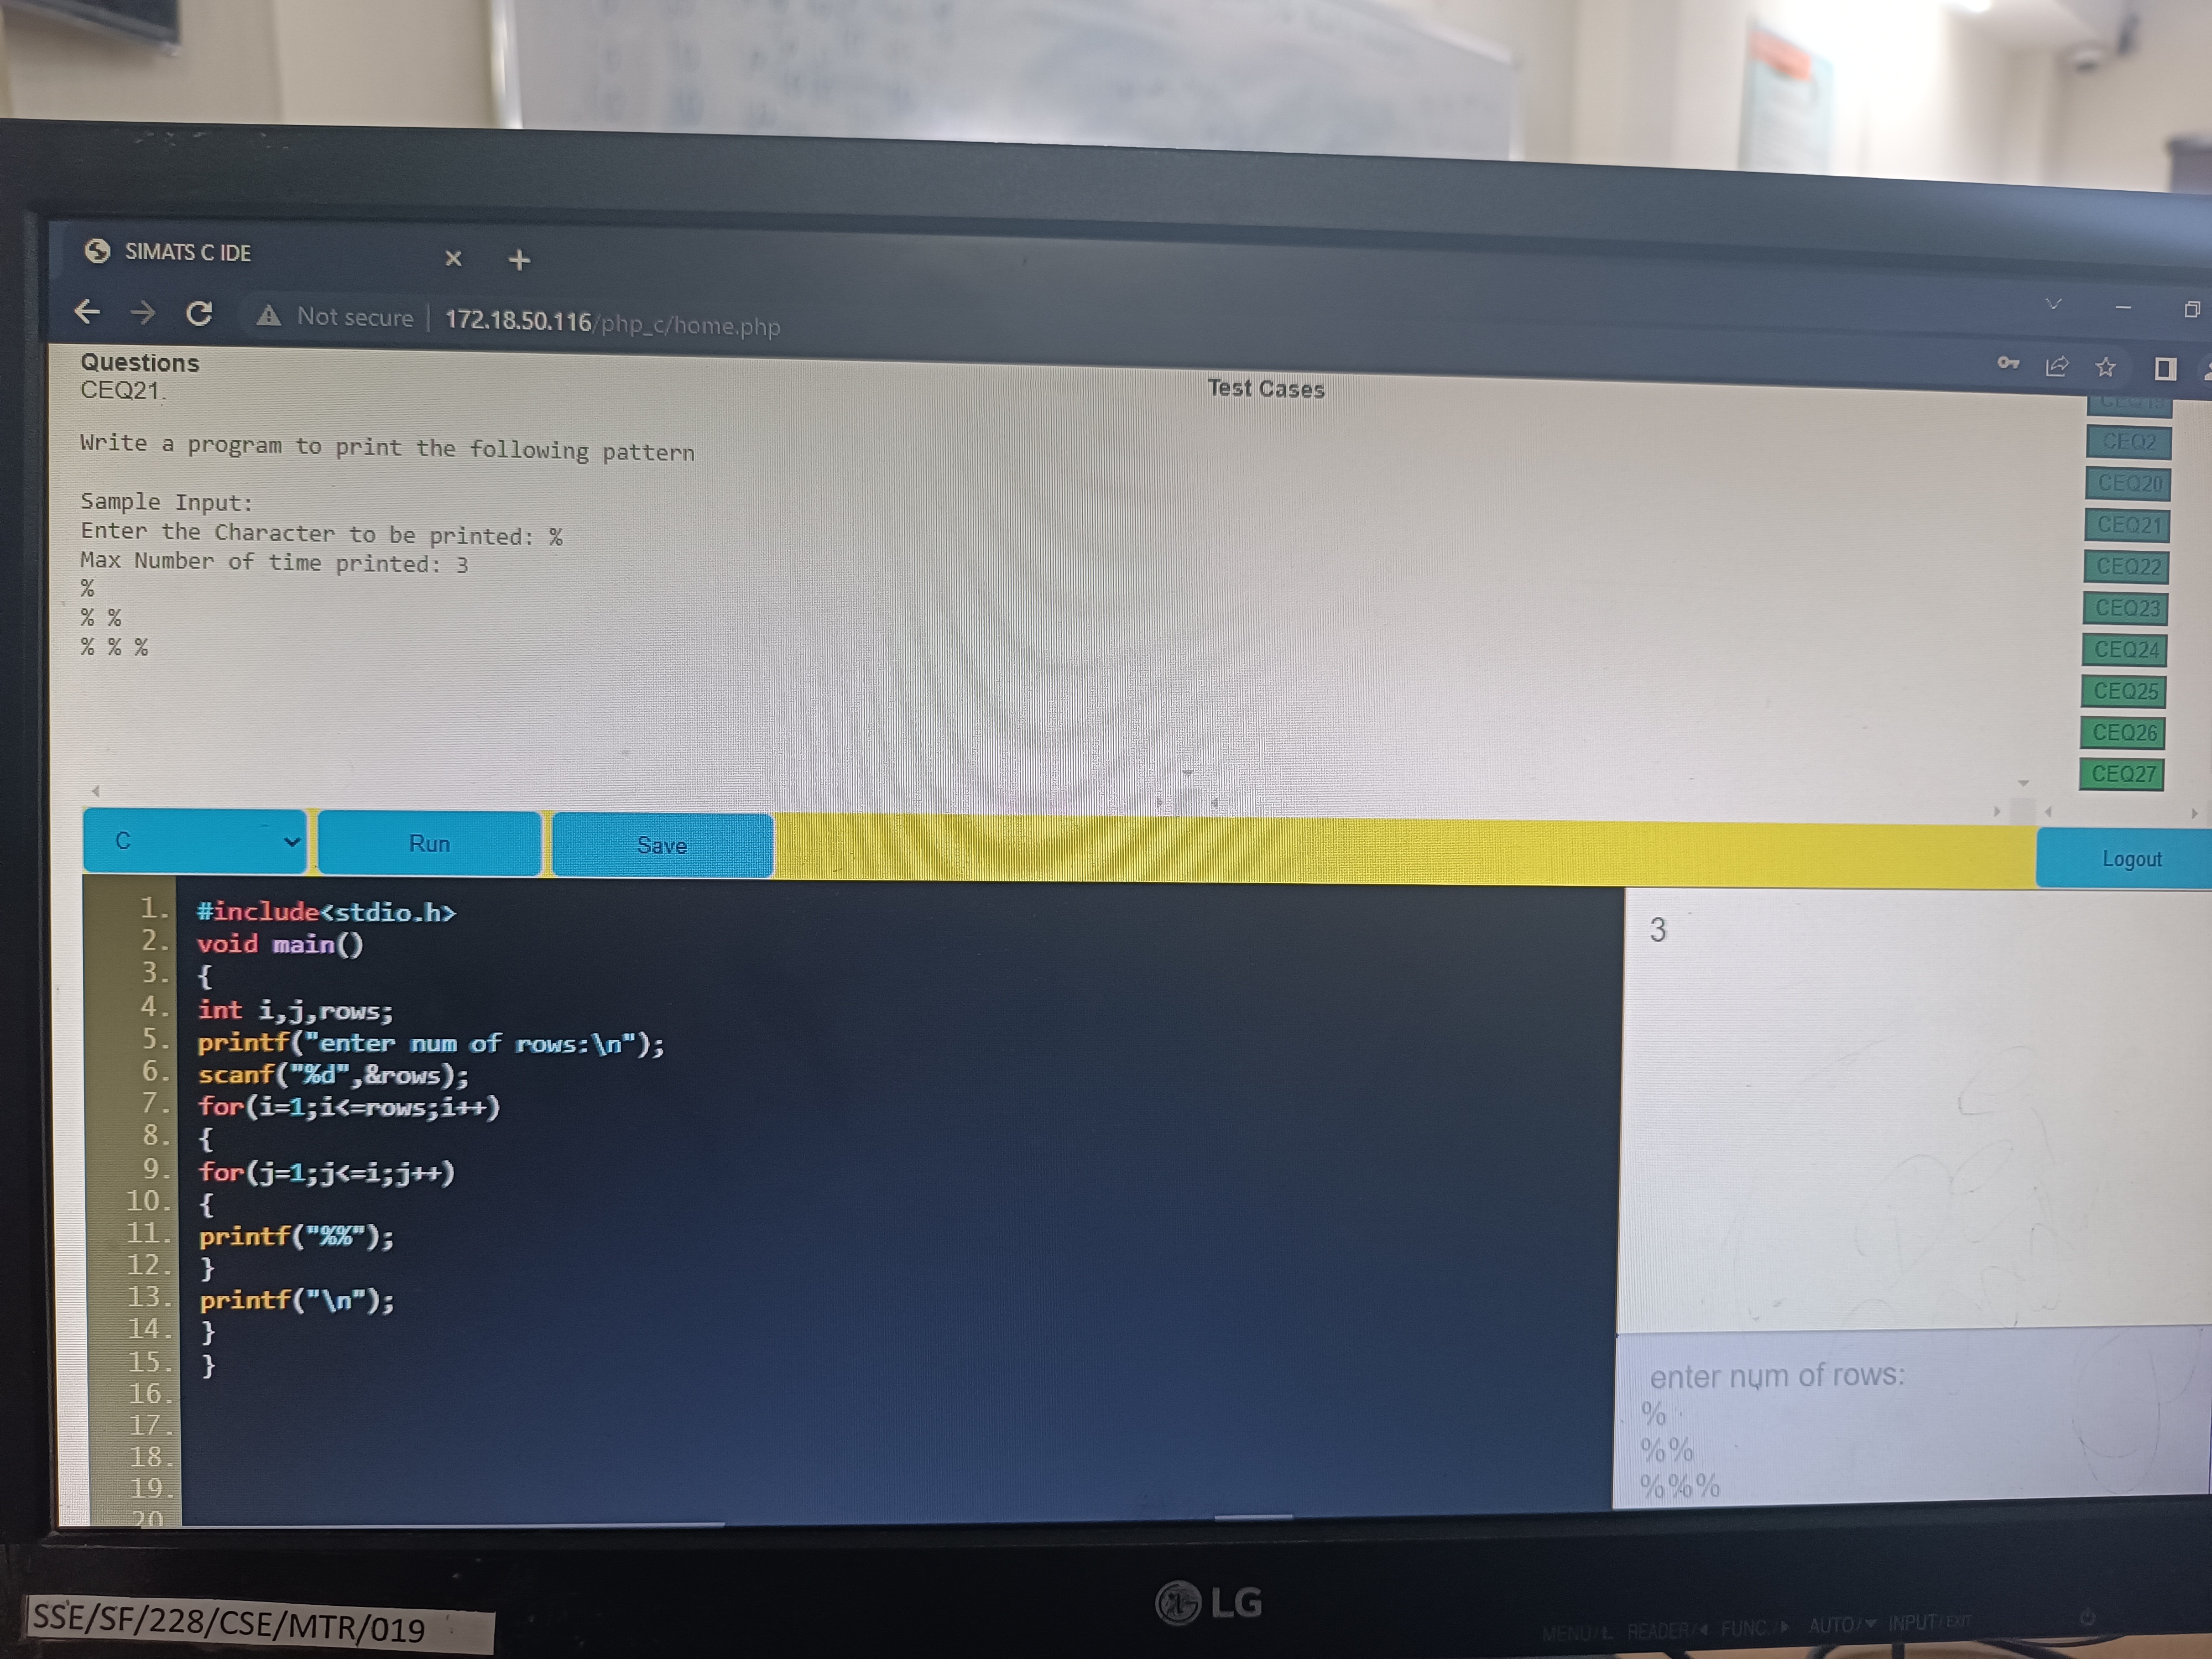 SIMATS C IDE
Not secure | 172.18.50.116/php_c/home.php
Questions
CEQ21.
Write a program to print the following pattern
Sample Input:
Enter the Character to be printed: %
Max Number of time printed: 3
%
% %
% % %
Test Cases
CEQ19
CEQ2
CEQ20
CEQ21
CEQ22
CEQ23
CEQ24
CEQ25
CEQ26
CEQ27
C
Run
Save
Logout
1. #include<stdio.h>
2. void main()
3. {
4. int i,j,rows;
5. printf("enter num of rows:\n");
6. scanf("%d",&rows);
7. for(i=1;i<=rows;i++)
8. {
9. for(j=1;j<=i;j++)
10. {
11. printf("%%");
12. }
13. printf("\n");
14. }
15. }
16.
17.
18.
19.
20
3
enter num of rows:
%
%%
%%%
LG
SSE/SF/228/CSE/MTR/019
MENU/ READER/ FUNC./ AUTO/ INPUT/EXIT